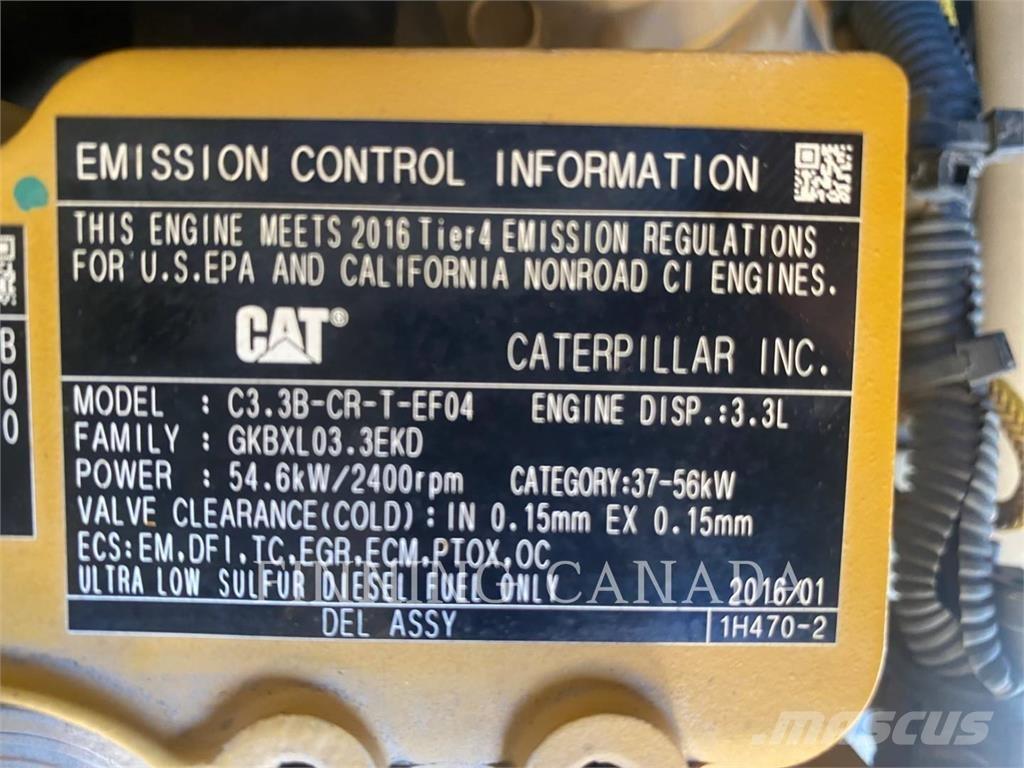 EMISSION CONTROL INFORMATION
THIS ENGINE MEETS 2016 Tier4 EMISSION REGULATIONS
FOR U.S.EPA AND CALIFORNIA NONROAD CI ENGINES.
CAT® CATERPILLAR INC.
MODEL : C3.3B-CR-T-EF04 ENGINE DISP.:3.3L
FAMILY : GKBXL03.3EKD
POWER : 54.6kW/2400rpm CATEGORY:37-56kW
VALVE CLEARANCE(COLD) : IN 0.15mm EX 0.15mm
ECS:EM,DFI,TC,EGR,ECM,PTOX,OC
ULTRA LOW SULFUR DIESEL FUEL ONLY 2016/01
DEL ASSY 1H470-2
B00
FINNING CANADA
mascus